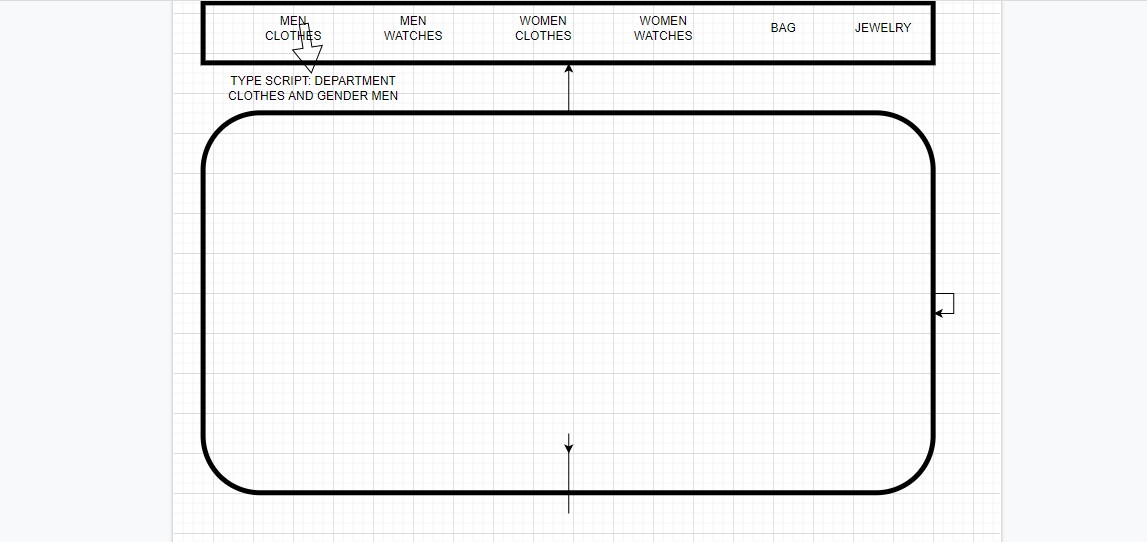 MEN
CLOTHES
MEN
WATCHES
WOMEN
CLOTHES
WOMEN
WATCHES
BAG
JEWELRY
TYPE SCRIPT: DEPARTMENT
CLOTHES AND GENDER MEN